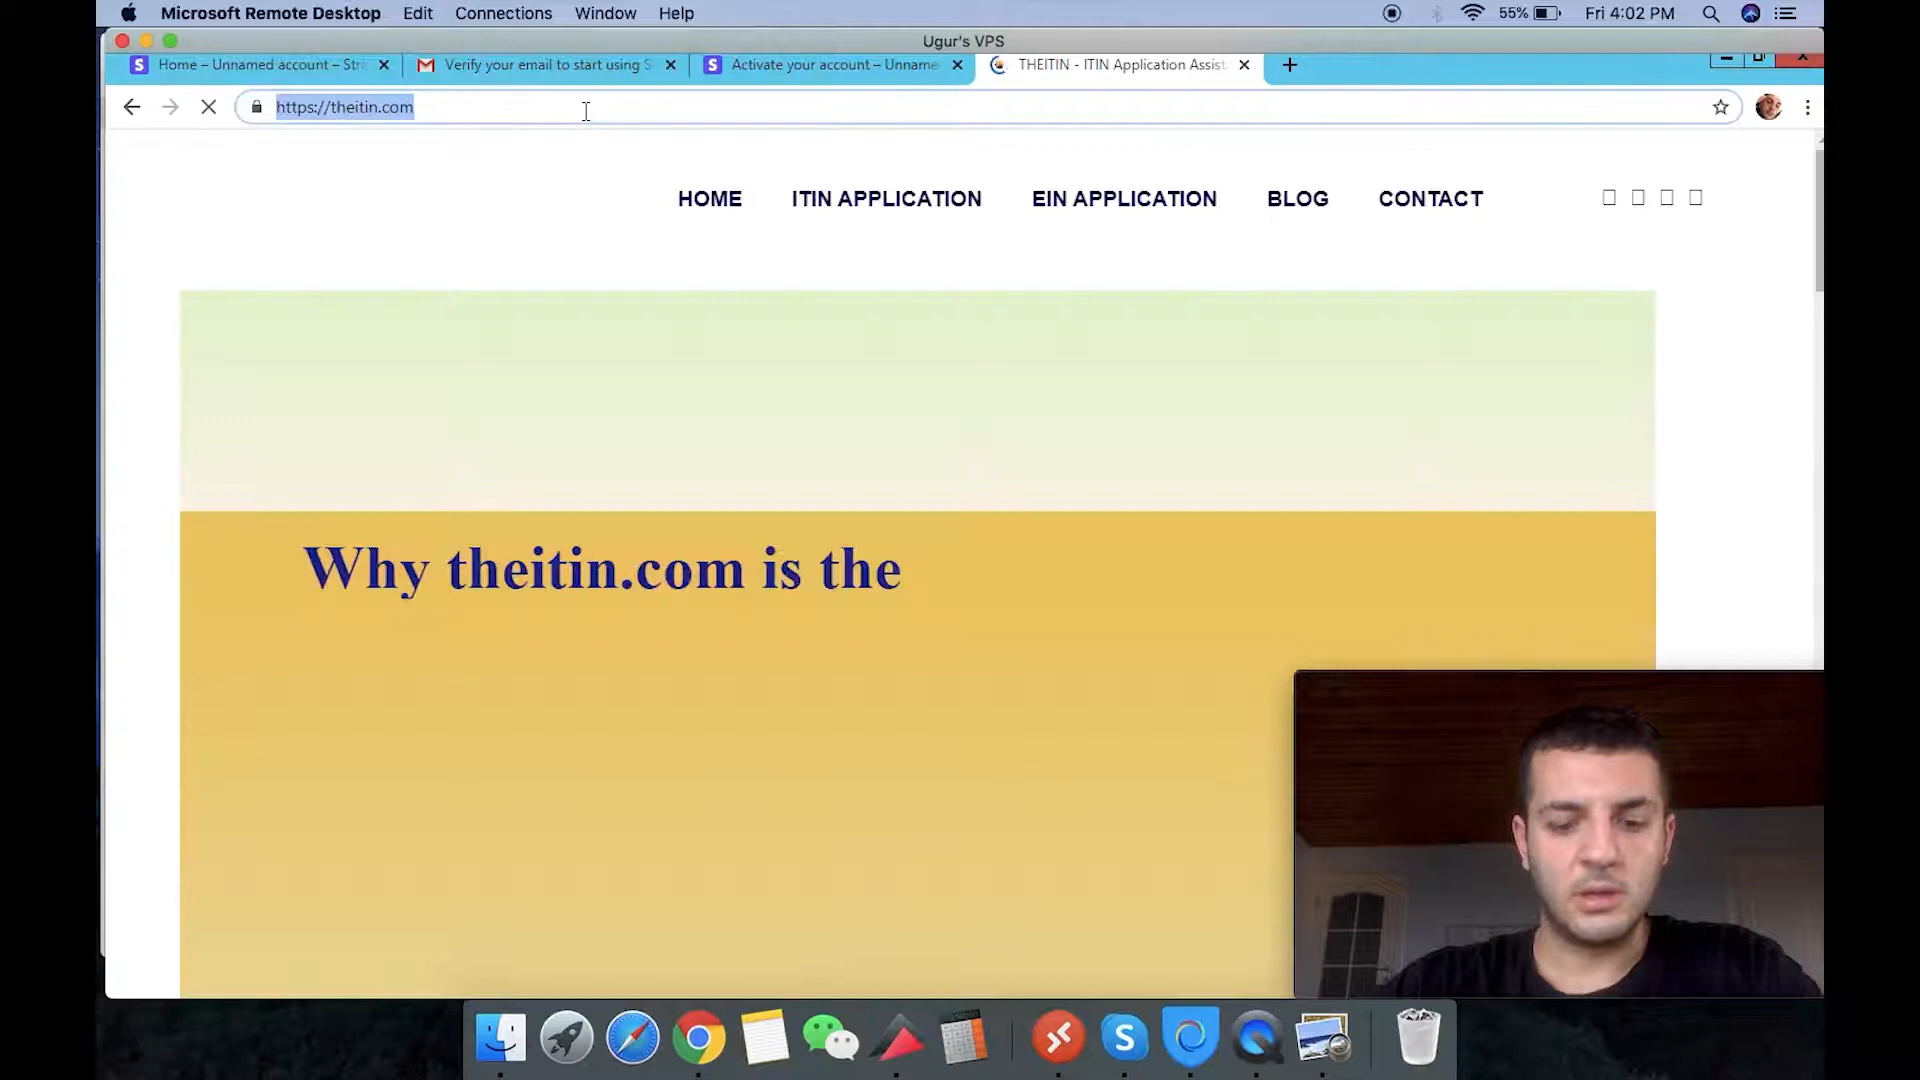 Microsoft Remote Desktop Edit Connections Window Help 55% Fri 4:02 PM
Ugur's VPS
Home – Unnamed account – Stri Verify your email to start using S Activate your account – Unname THEITIN - ITIN Application Assist
https://theitin.com
HOME ITIN APPLICATION EIN APPLICATION BLOG CONTACT
Why theitin.com is the